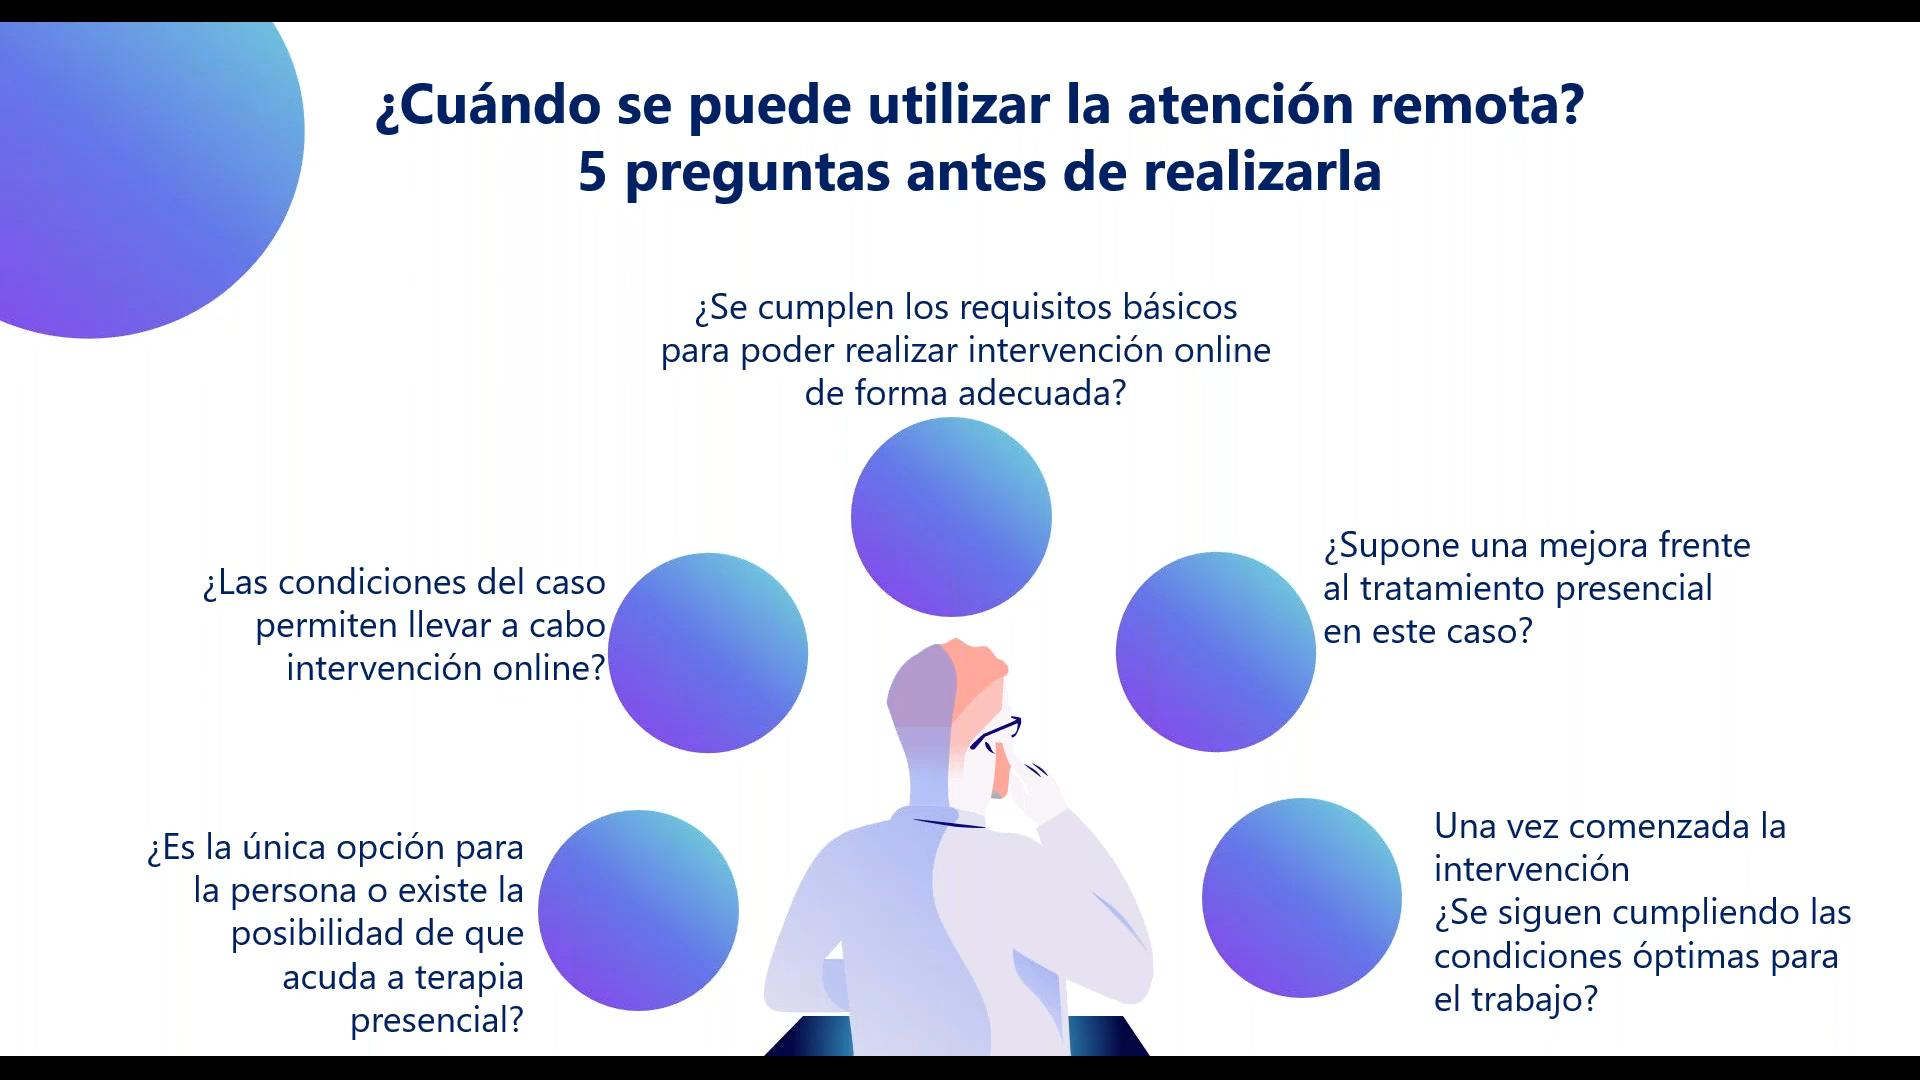 ¿Cuándo se puede utilizar la atención remota?
5 preguntas antes de realizarla
¿Se cumplen los requisitos básicos
para poder realizar intervención online
de forma adecuada?
¿Las condiciones del caso
permiten llevar a cabo
intervención online?
¿Supone una mejora frente
al tratamiento presencial
en este caso?
¿Es la única opción para
la persona o existe la
posibilidad de que
acuda a terapia
presencial?
Una vez comenzada la
intervención
¿Se siguen cumpliendo las
condiciones óptimas para
el trabajo?